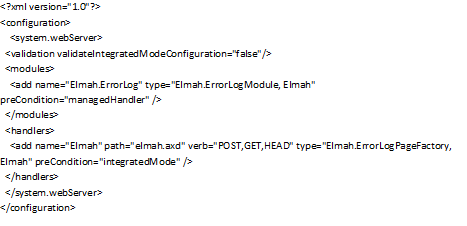 <?xml version="1.0"?>
<configuration>
<system.webServer>
<validation validateIntegratedModeConfiguration="false"/>
<modules>
<add name="Elmah.ErrorLog" type="Elmah.ErrorLogModule, Elmah"
preCondition="managedHandler" />
</modules>
<handlers>
<add name="Elmah" path="elmah.axd" verb="POST,GET,HEAD" type="Elmah.ErrorLogPageFactory,
Elmah" preCondition="integratedMode" />
</handlers>
</system.webServer>
</configuration>